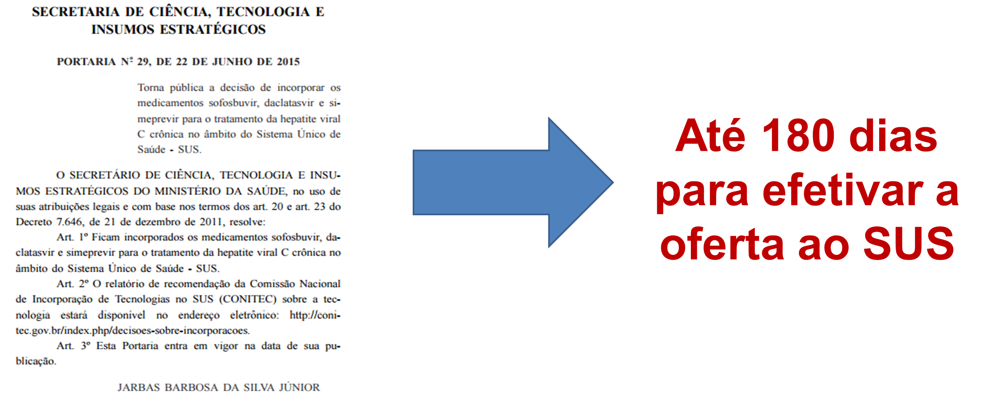 SECRETARIA DE CIÊNCIA, TECNOLOGIA E
INSUMOS ESTRATÉGICOS
PORTARIA Nº 29, DE 22 DE JUNHO DE 2015
Torna pública a decisão de incorporar os
medicamentos sofosbuvir, daclatasvir e si-
meprevir para o tratamento da hepatite viral
C crônica no âmbito do Sistema Único de
Saúde - SUS.
O SECRETÁRIO DE CIÊNCIA, TECNOLOGIA E INSU-
MOS ESTRATÉGICOS DO MINISTÉRIO DA SAÚDE, no uso de
suas atribuições legais e com base nos termos dos art. 20 e art. 23 do
Decreto 7.646, de 21 de dezembro de 2011, resolve:
Art. 1º Ficam incorporados os medicamentos sofosbuvir, da-
clatasvir e simeprevir para o tratamento da hepatite viral C crônica no
âmbito do Sistema Único de Saúde - SUS.
Art. 2º O relatório de recomendação da Comissão Nacional
de Incorporação de Tecnologias no SUS (CONITEC) sobre a tec-
nologia estará disponível no endereço eletrônico: http://coni-
tec.gov.br/index.php/decisoes-sobre-incorporacoes.
Art. 3º Esta Portaria entra em vigor na data de sua pu-
blicação.
JARBAS BARBOSA DA SILVA JÚNIOR
Até 180 dias
para efetivar a
oferta ao SUS